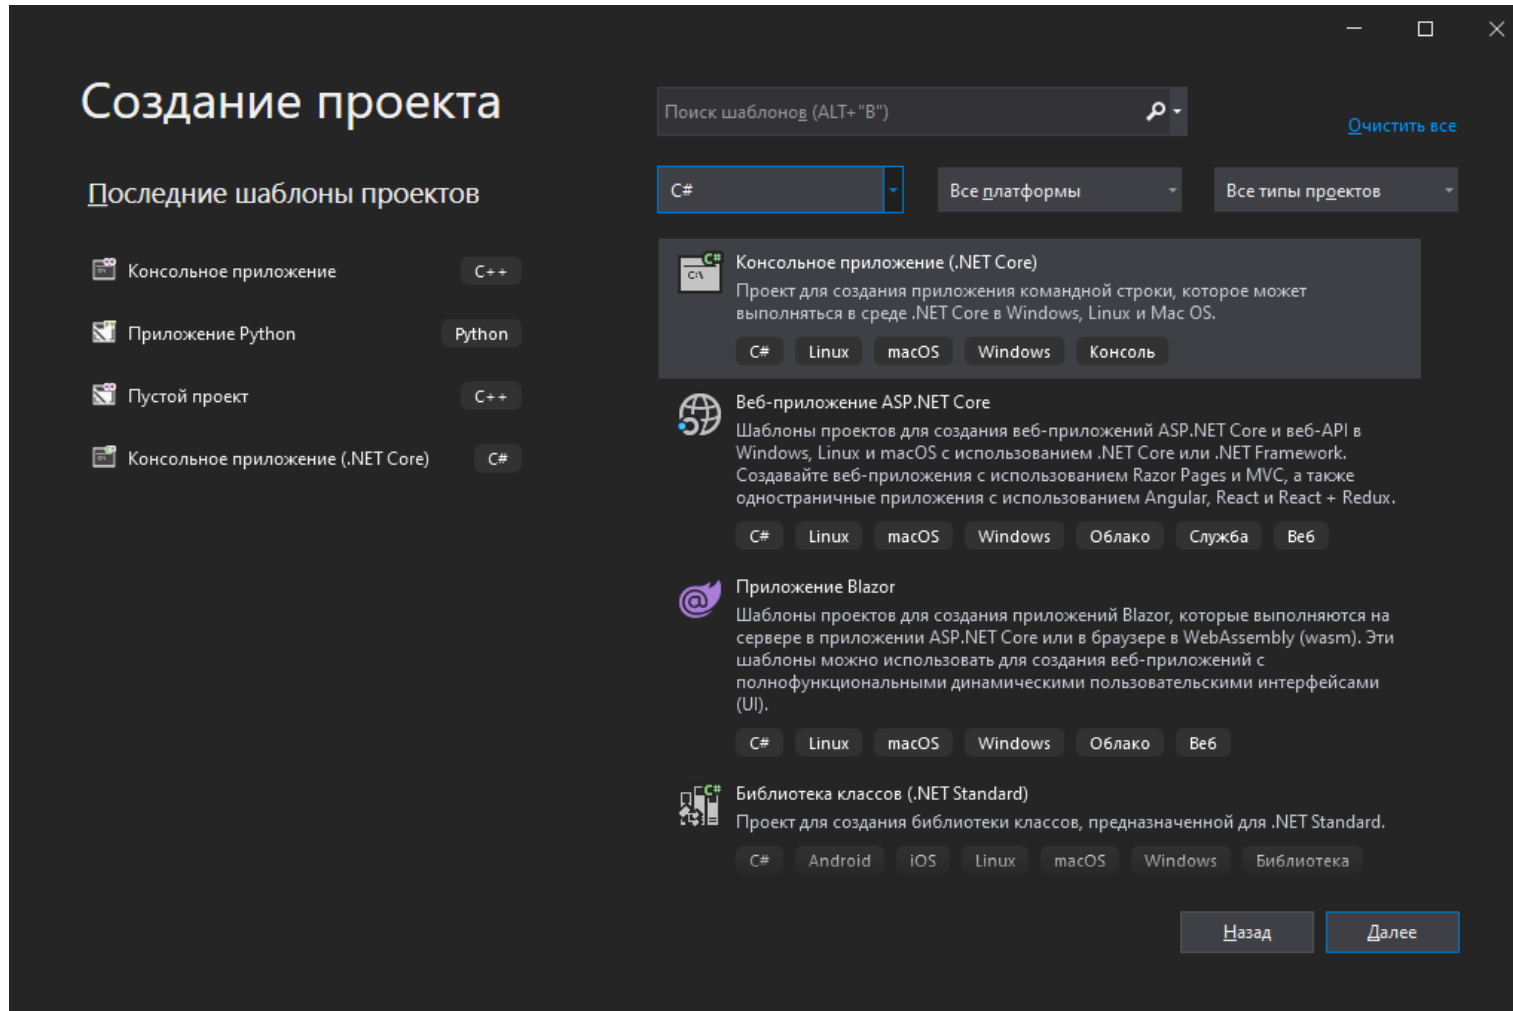 Создание проекта
Поиск шаблонов (ALT+"В")
Очистить все
Последние шаблоны проектов
C#
Все платформы
Все типы проектов
Консольное приложение
C++
Приложение Python
Python
Пустой проект
C++
Консольное приложение (.NET Core)
C#
Консольное приложение (.NET Core)
Проект для создания приложения командной строки, которое может
выполняться в среде .NET Core в Windows, Linux и Mac OS.
C# Linux macOS Windows Консоль
Веб-приложение ASP.NET Core
Шаблоны проектов для создания веб-приложений ASP.NET Core и веб-API в
Windows, Linux и macOS с использованием .NET Core или .NET Framework.
Создавайте веб-приложения с использованием Razor Pages и MVC, а также
одностраничные приложения с использованием Angular, React и React + Redux.
C# Linux macOS Windows Облако Служба Веб
Приложение Blazor
Шаблоны проектов для создания приложений Blazor, которые выполняются на
сервере в приложении ASP.NET Core или в браузере в WebAssembly (wasm). Эти
шаблоны можно использовать для создания веб-приложений с
полнофункциональными динамическими пользовательскими интерфейсами
(UI).
C# Linux macOS Windows Облако Веб
Библиотека классов (.NET Standard)
Проект для создания библиотеки классов, предназначенной для .NET Standard.
C# Android iOS Linux macOS Windows Библиотека
Назад
Далее